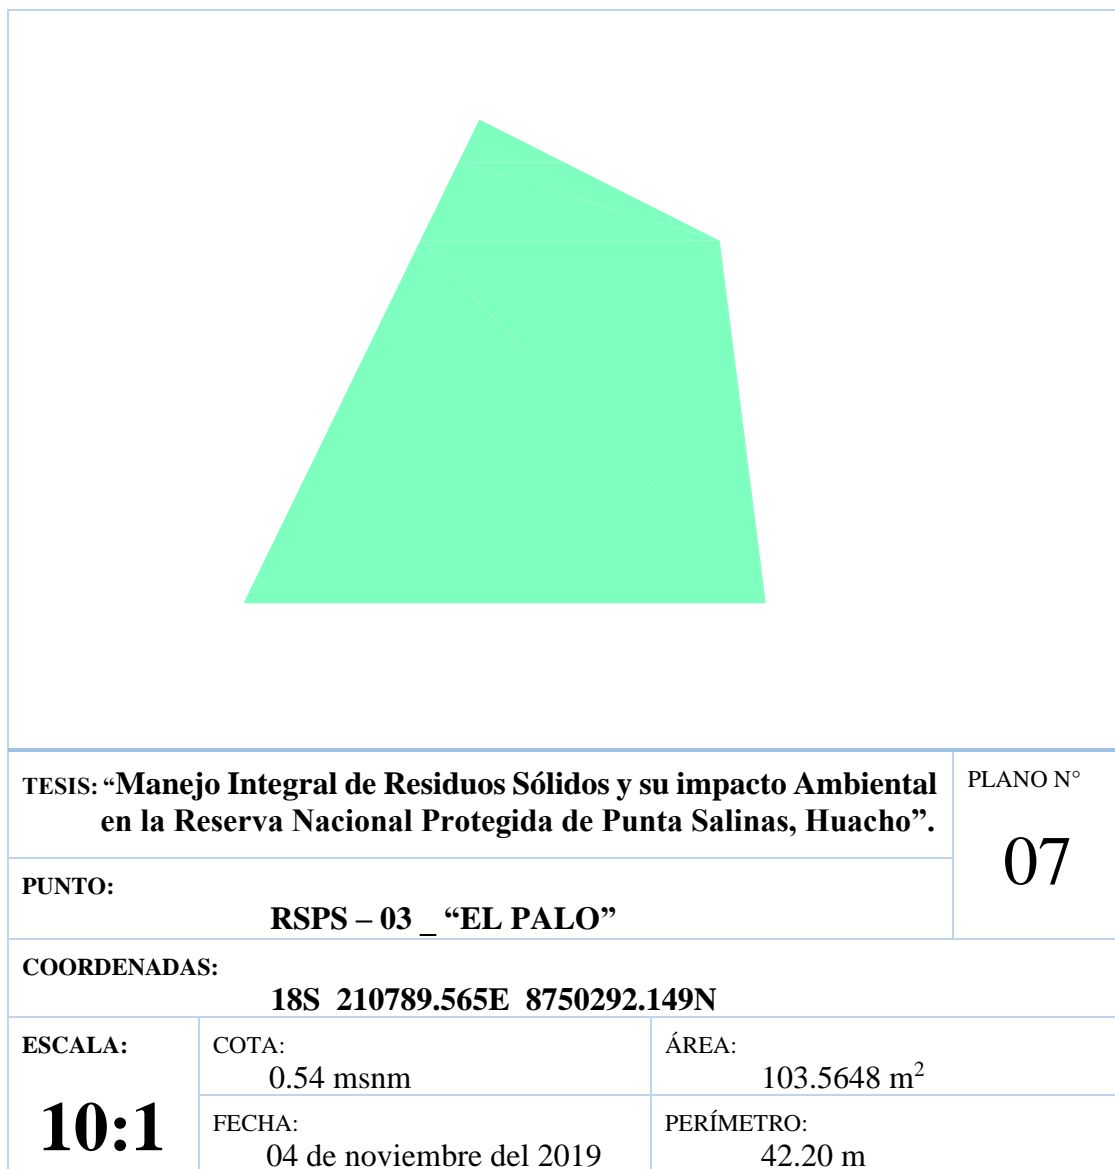 TESIS: “Manejo Integral de Residuos Sólidos y su impacto Ambiental
en la Reserva Nacional Protegida de Punta Salinas, Huacho”.
PLANO N°
07
PUNTO:
RSPS – 03 _ “EL PALO”
COORDENADAS:
18S 210789.565E 8750292.149N
ESCALA:
10:1
COTA:
0.54 msnm
ÁREA:
103.5648 m²
FECHA:
04 de noviembre del 2019
PERÍMETRO:
42.20 m